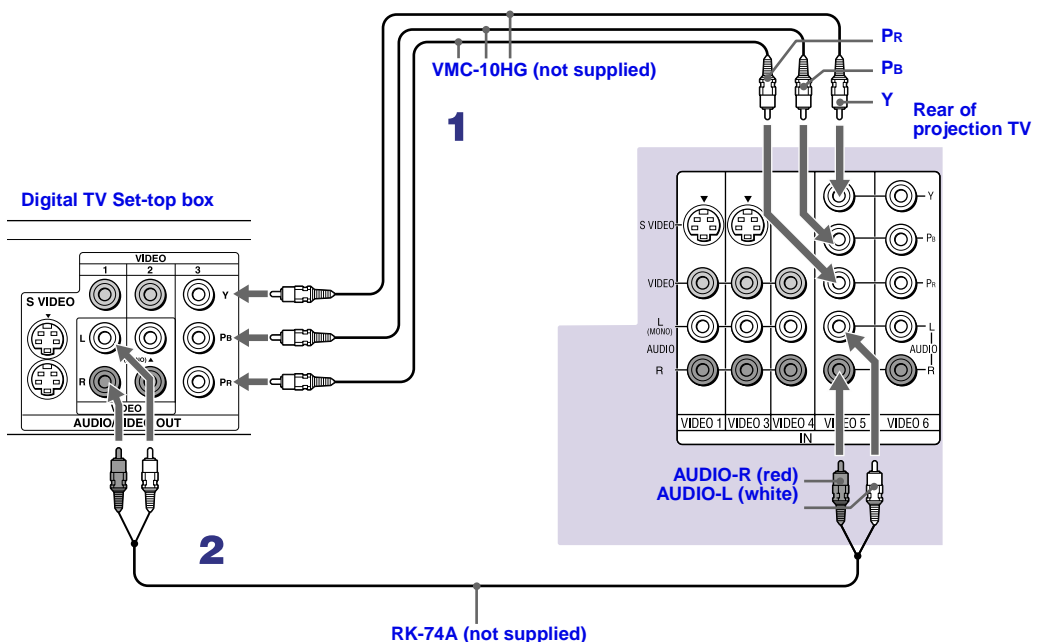 PR
PB
Y
VMC-10HG (not supplied)
1
Rear of
projection TV
Digital TV Set-top box
VIDEO
1 2 3
S VIDEO
Y
L
PB
R
PR
VIDEO
AUDIO/VIDEO OUT
S VIDEO
Y
PB
VIDEO
PR
L
(MONO)
L
AUDIO
AUDIO
R
R
VIDEO 1 VIDEO 3 VIDEO 4 VIDEO 5 VIDEO 6
IN
AUDIO-R (red)
AUDIO-L (white)
2
RK-74A (not supplied)